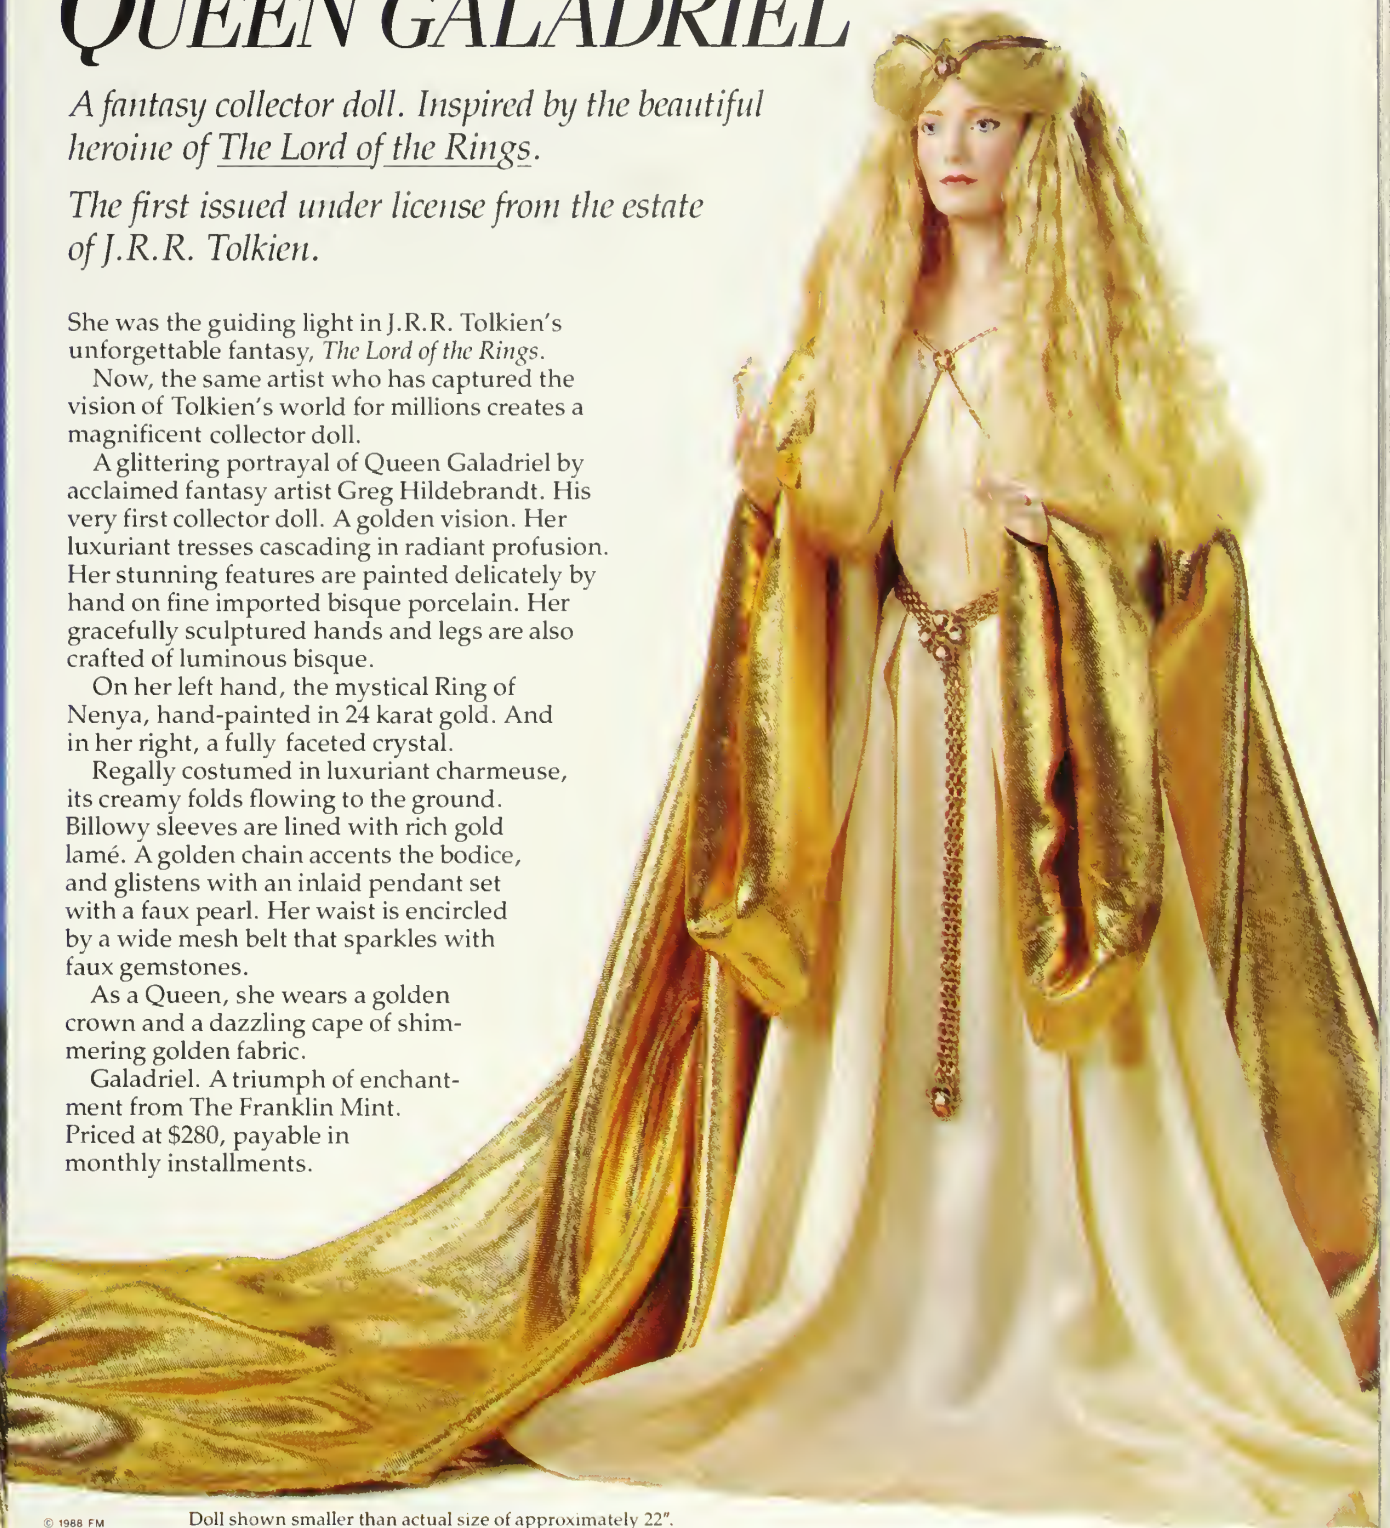 QUEEN GALADRIEL
A fantasy collector doll. Inspired by the beautiful
heroine of The Lord of the Rings.
The first issued under license from the estate
of J.R.R. Tolkien.
She was the guiding light in J.R.R. Tolkien's
unforgettable fantasy, The Lord of the Rings.
Now, the same artist who has captured the
vision of Tolkien's world for millions creates a
magnificent collector doll.
A glittering portrayal of Queen Galadriel by
acclaimed fantasy artist Greg Hildebrandt. His
very first collector doll. A golden vision. Her
luxuriant tresses cascading in radiant profusion.
Her stunning features are painted delicately by
hand on fine imported bisque porcelain. Her
gracefully sculptured hands and legs are also
crafted of luminous bisque.
On her left hand, the mystical Ring of
Nenya, hand-painted in 24 karat gold. And
in her right, a fully faceted crystal.
Regally costumed in luxuriant charmeuse,
its creamy folds flowing to the ground.
Billowy sleeves are lined with rich gold
lamé. A golden chain accents the bodice,
and glistens with an inlaid pendant set
with a faux pearl. Her waist is encircled
by a wide mesh belt that sparkles with
faux gemstones.
As a Queen, she wears a golden
crown and a dazzling cape of shim-
mering golden fabric.
Galadriel. A triumph of enchant-
ment from The Franklin Mint.
Priced at $280, payable in
monthly installments.
© 1988 FM
Doll shown smaller than actual size of approximately 22".